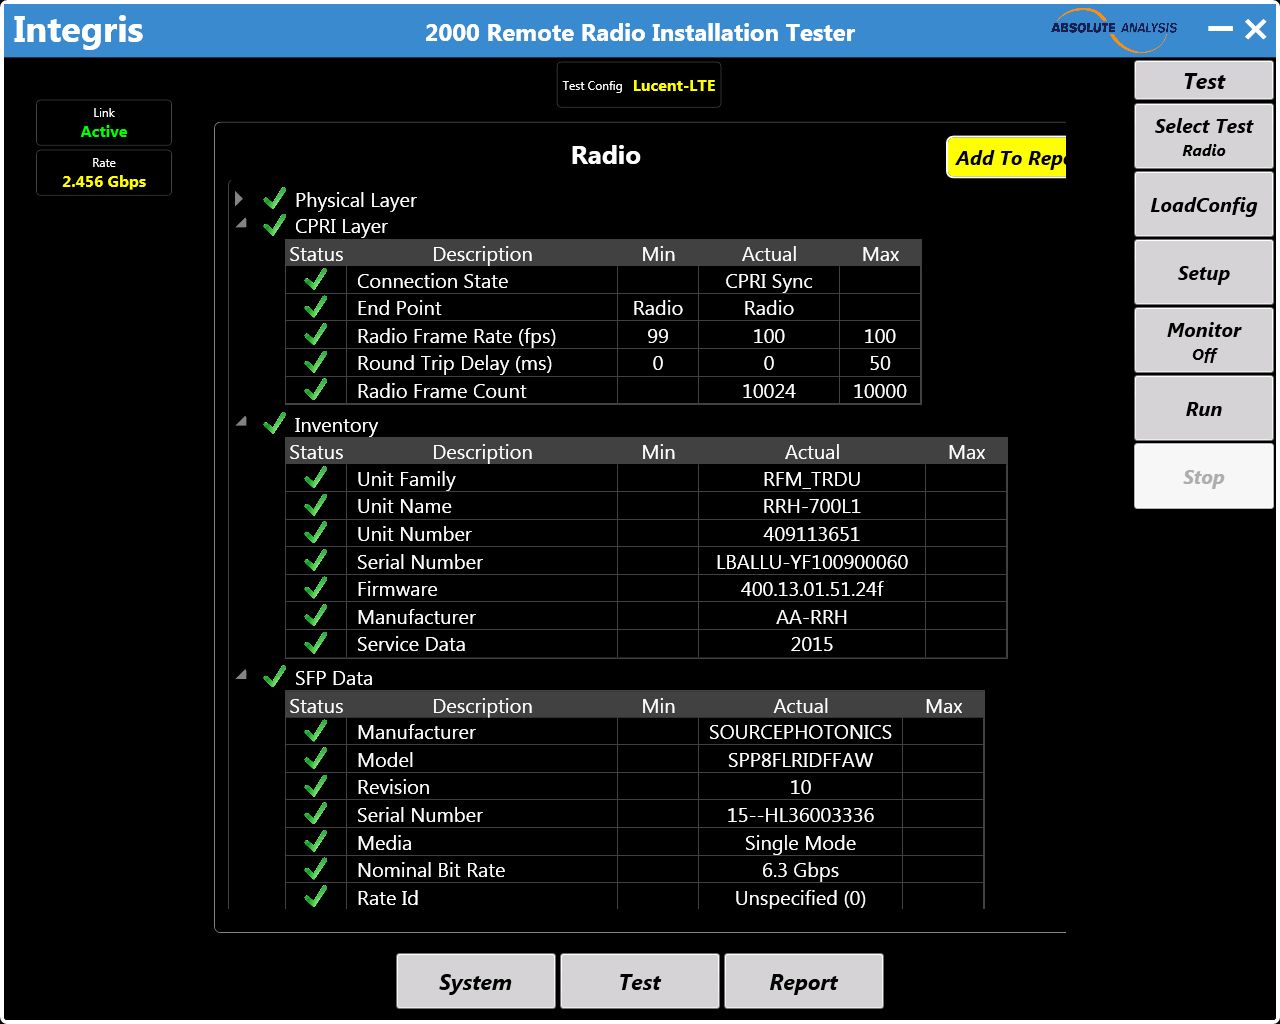 Integris
2000 Remote Radio Installation Tester
ABSOLUTE ANALYSIS
Test Config Lucent-LTE
Link
Active
Rate
2.456 Gbps
Radio
Add To Repo
Physical Layer
CPRI Layer
Status Description Min Actual Max
Connection State CPRI Sync
End Point Radio Radio
Radio Frame Rate (fps) 99 100 100
Round Trip Delay (ms) 0 0 50
Radio Frame Count 10024 10000
Inventory
Status Description Min Actual Max
Unit Family RFM_TRDU
Unit Name RRH-700L1
Unit Number 409113651
Serial Number LBALLU-YF100900060
Firmware 400.13.01.51.24f
Manufacturer AA-RRH
Service Data 2015
SFP Data
Status Description Min Actual Max
Manufacturer SOURCEPHOTONICS
Model SPP8FLRIDFFAW
Revision 10
Serial Number 15--HL36003336
Media Single Mode
Nominal Bit Rate 6.3 Gbps
Rate Id Unspecified (0)
Test
Select Test
Radio
LoadConfig
Setup
Monitor
Off
Run
Stop
System Test Report